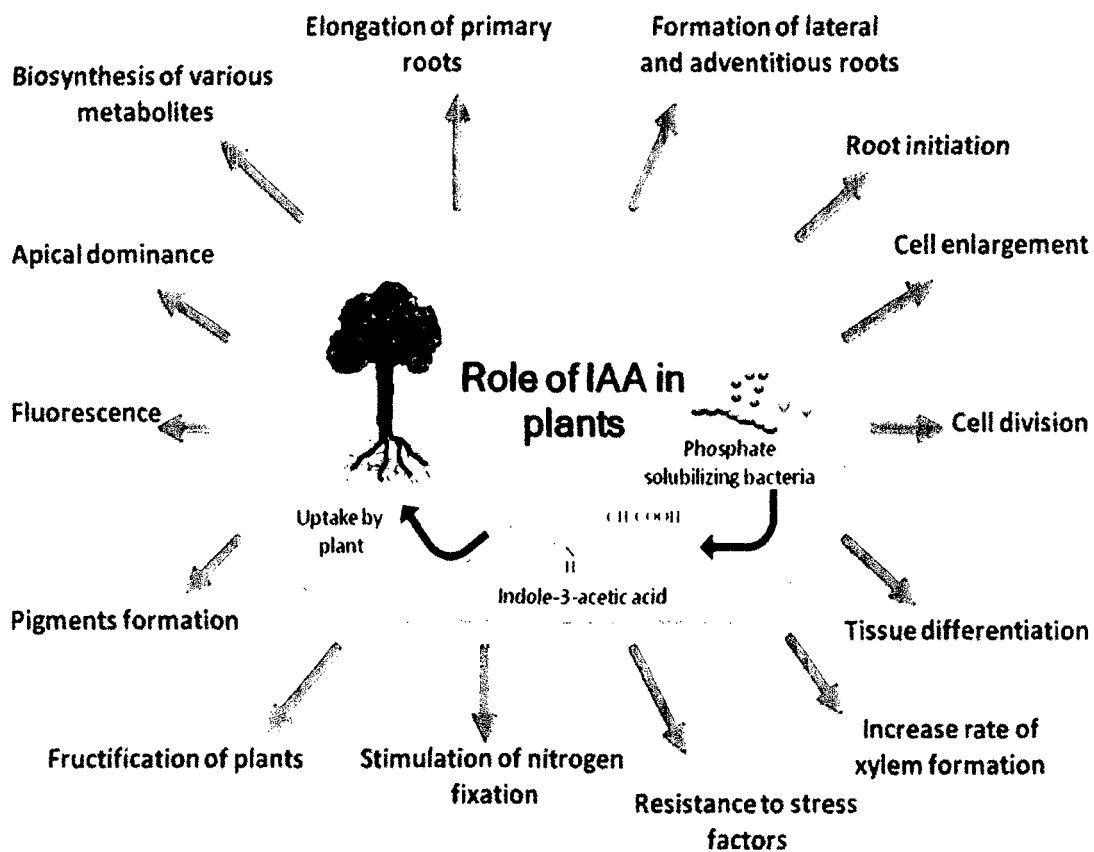 Elongation of primary
roots
Formation of lateral
and adventitious roots
Biosynthesis of various
metabolites
Root initiation
Apical dominance
Cell enlargement
Role of IAA in
plants
Fluorescence
Cell division
Phosphate
solubilizing bacteria
Uptake by
plant
H
Indole-3-acetic acid
Pigments formation
Tissue differentiation
Fructification of plants
Stimulation of nitrogen
fixation
Increase rate of
xylem formation
Resistance to stress
factors